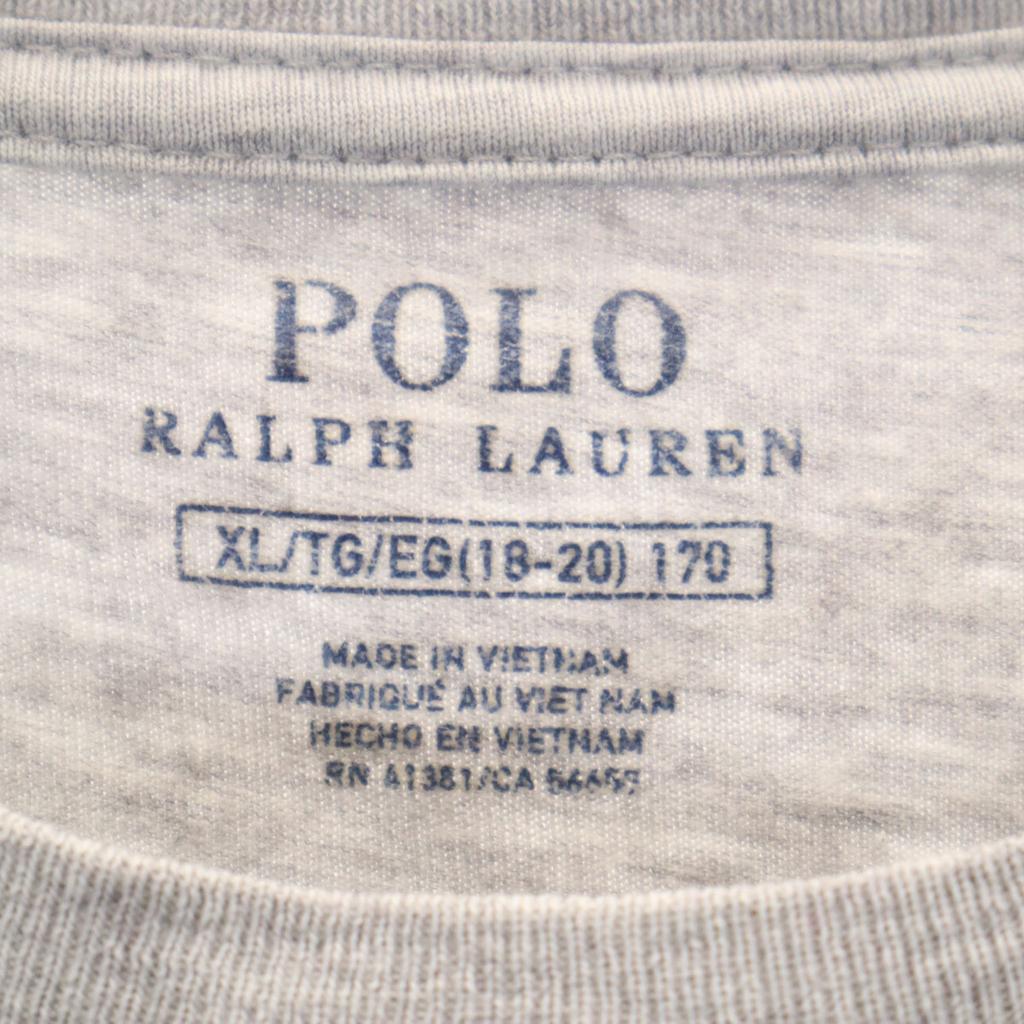 POLO
RALPH LAUREN
XL/TG/EG(18-20) 170
MADE IN VIETNAM
FABRIQUÉ AU VIET NAM
HECHO EN VIETNAM
RN 41381/CA